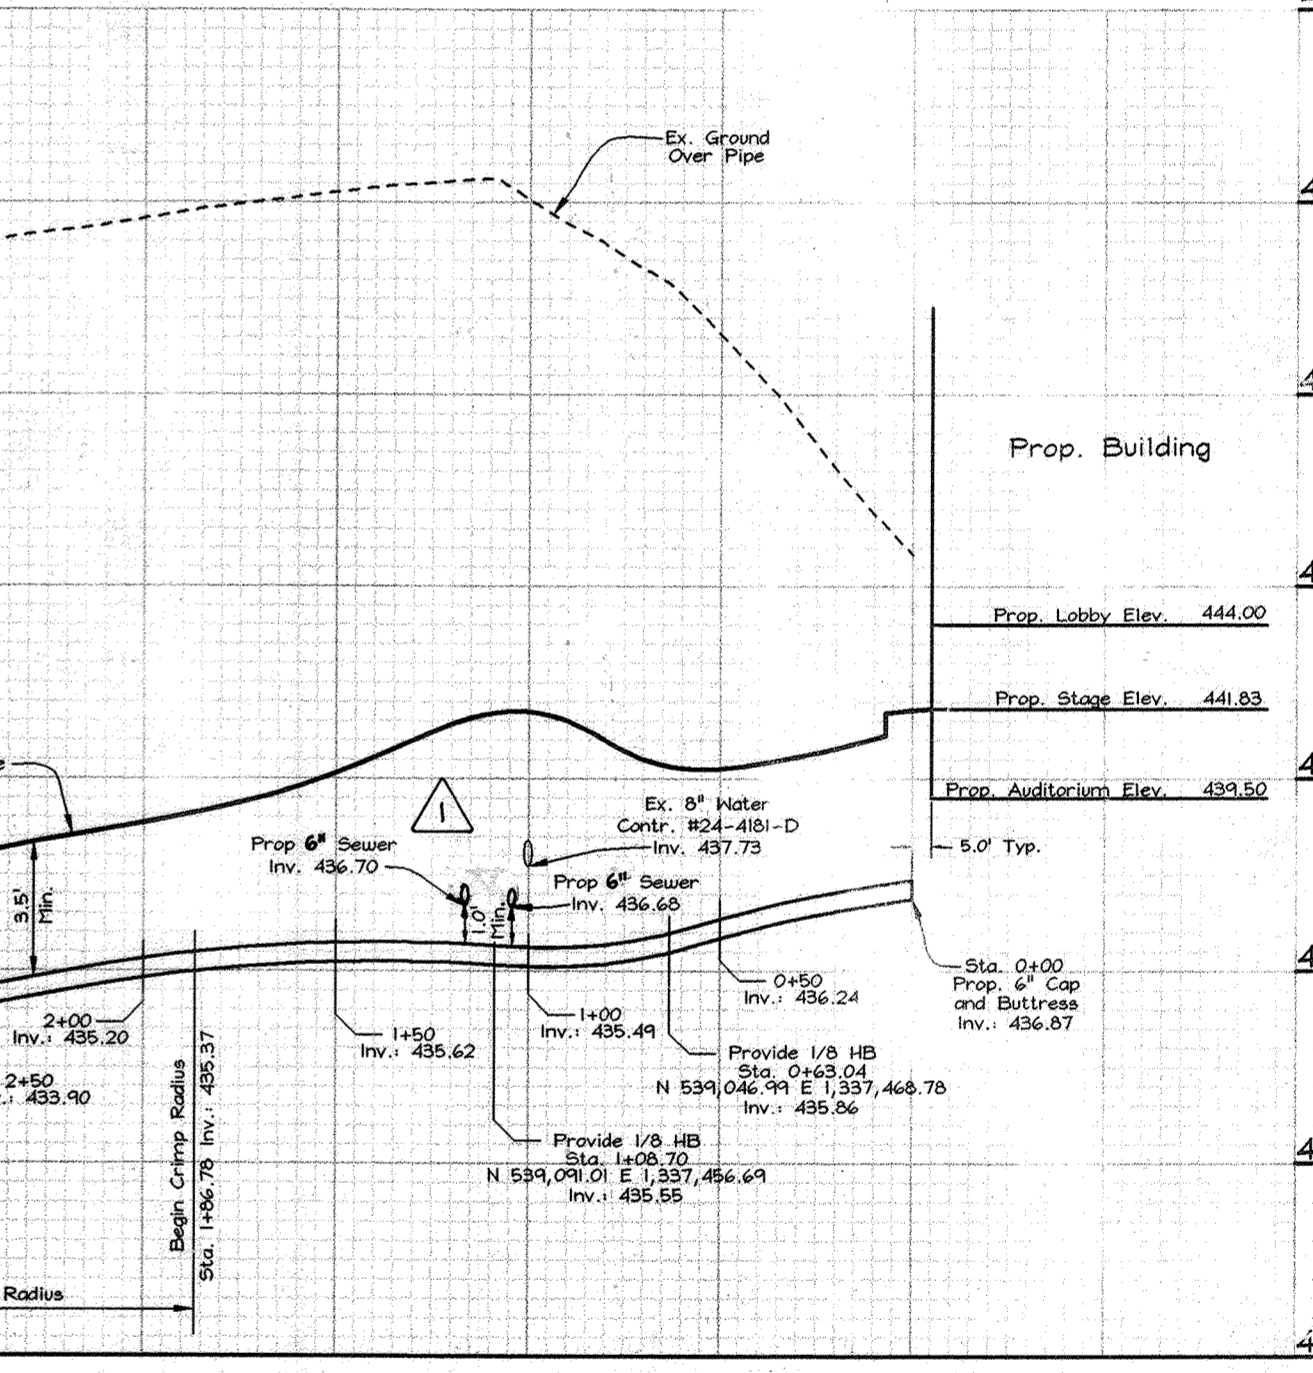 Ex. Ground
Over Pipe
Prop. Building
Prop. Lobby Elev. 444.00
Prop. Stage Elev. 441.83
Prop. Auditorium Elev. 439.50
5.0' Typ.
1
Ex. 8" Water
Contr. #24-4181-D
Inv. 437.73
Prop 6" Sewer
Inv. 436.70
Prop 6" Sewer
Inv. 436.68
3.5'
Min.
1.0'
Min.
Sta. 0+00
Prop. 6" Cap
and Buttress
Inv.: 436.87
0+50
Inv.: 436.24
1+00
Inv.: 435.49
1+50
Inv.: 435.62
2+00
Inv.: 435.20
2+50
.: 433.90
Provide 1/8 HB
Sta. 0+63.04
N 539,046.99 E 1,337,468.78
Inv.: 435.86
Provide 1/8 HB
Sta. 1+08.70
N 539,091.01 E 1,337,456.69
Inv.: 435.55
Begin Crimp Radius
Sta. 1+86.78 Inv.: 435.37
Radius